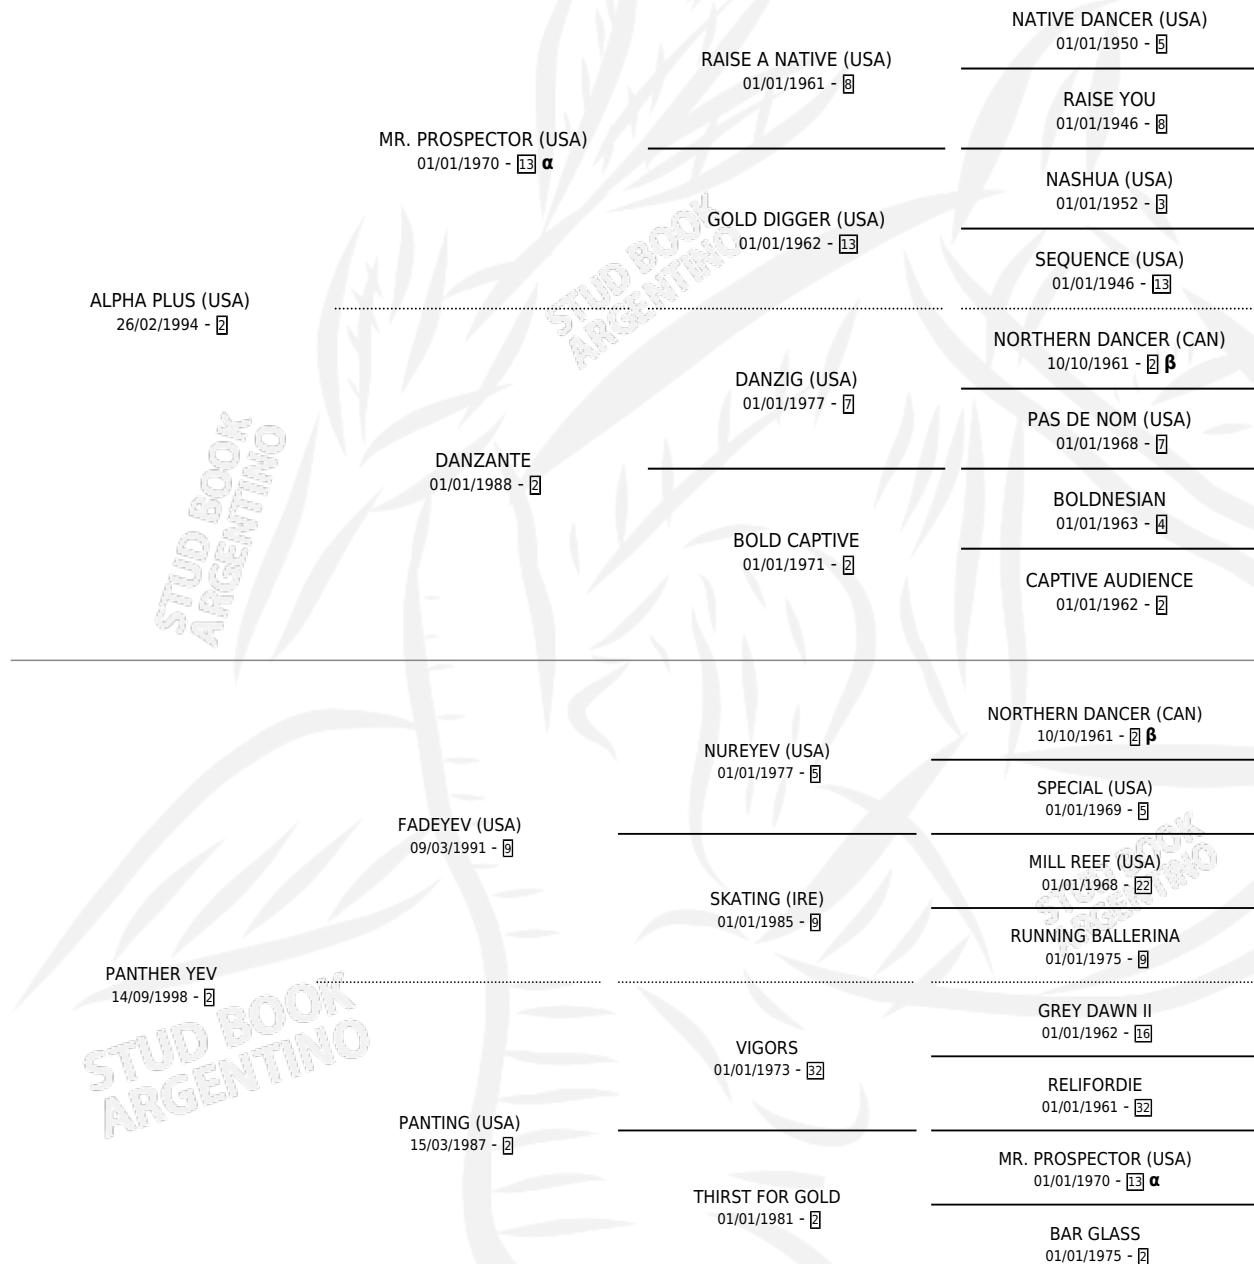 NATIVE DANCER (USA)
01/01/1950 - 5
RAISE A NATIVE (USA)
01/01/1961 - 8
RAISE YOU
01/01/1946 - 8
MR. PROSPECTOR (USA)
01/01/1970 - 13 α
NASHUA (USA)
01/01/1952 - 3
GOLD DIGGER (USA)
01/01/1962 - 13
SEQUENCE (USA)
01/01/1946 - 13
ALPHA PLUS (USA)
26/02/1994 - 2
NORTHERN DANCER (CAN)
10/10/1961 - 2 β
DANZIG (USA)
01/01/1977 - 7
PAS DE NOM (USA)
01/01/1968 - 7
DANZANTE
01/01/1988 - 2
BOLDNESIAN
01/01/1963 - 4
BOLD CAPTIVE
01/01/1971 - 2
CAPTIVE AUDIENCE
01/01/1962 - 2
NORTHERN DANCER (CAN)
10/10/1961 - 2 β
NUREYEV (USA)
01/01/1977 - 5
SPECIAL (USA)
01/01/1969 - 5
FADEYEV (USA)
09/03/1991 - 9
MILL REEF (USA)
01/01/1968 - 22
SKATING (IRE)
01/01/1985 - 9
RUNNING BALLERINA
01/01/1975 - 9
PANTHER YEV
14/09/1998 - 2
GREY DAWN II
01/01/1962 - 16
VIGORS
01/01/1973 - 32
RELIFORDIE
01/01/1961 - 32
PANTING (USA)
15/03/1987 - 2
MR. PROSPECTOR (USA)
01/01/1970 - 13 α
THIRST FOR GOLD
01/01/1981 - 2
BAR GLASS
01/01/1975 - 2
STUD BOOK
ARGENTINO
STUD BOOK
ARGENTINO
STUD BOOK
ARGENTINO
STUD BOOK
ARGENTINO